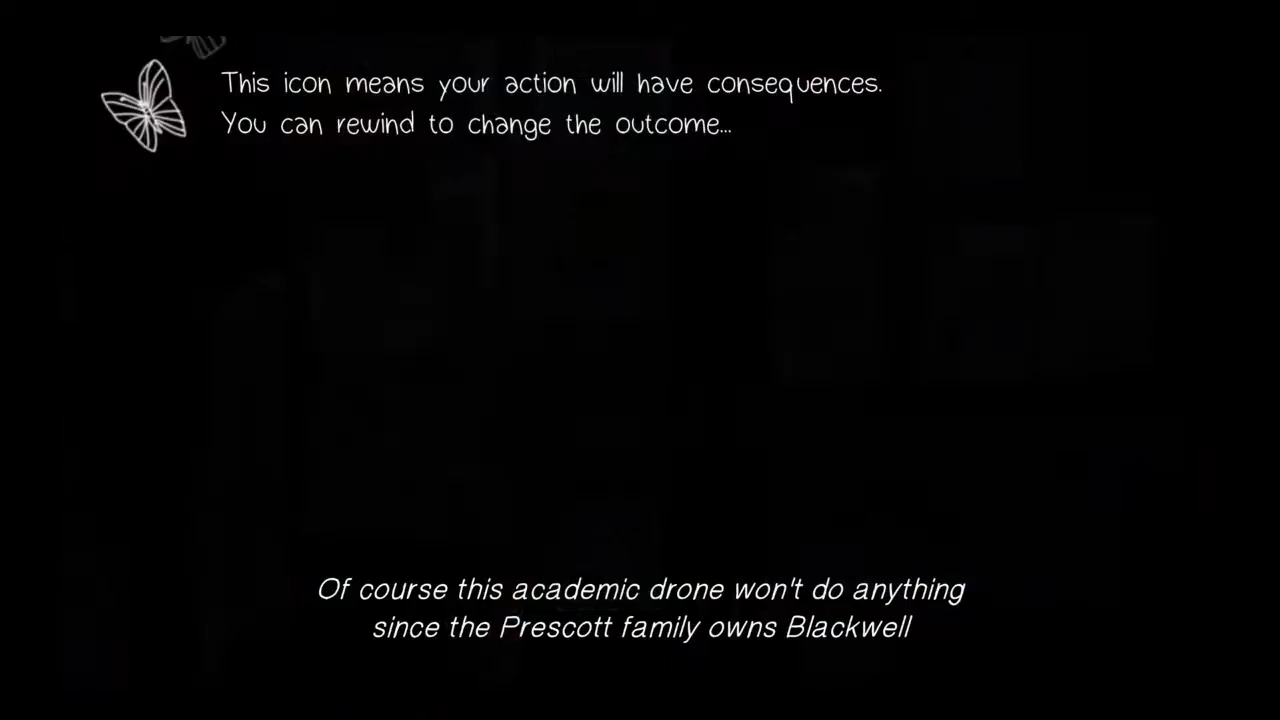 This icon means your action will have consequences.
You can rewind to change the outcome...
Of course this academic drone won't do anything
since the Prescott family owns Blackwell